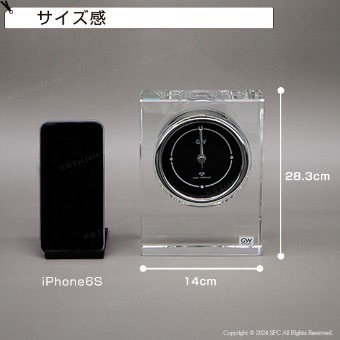 サイズ感
GW
28.3cm
GW
iPhone6S
14cm
Copyright © 2024 SFC All Rights Reserved.